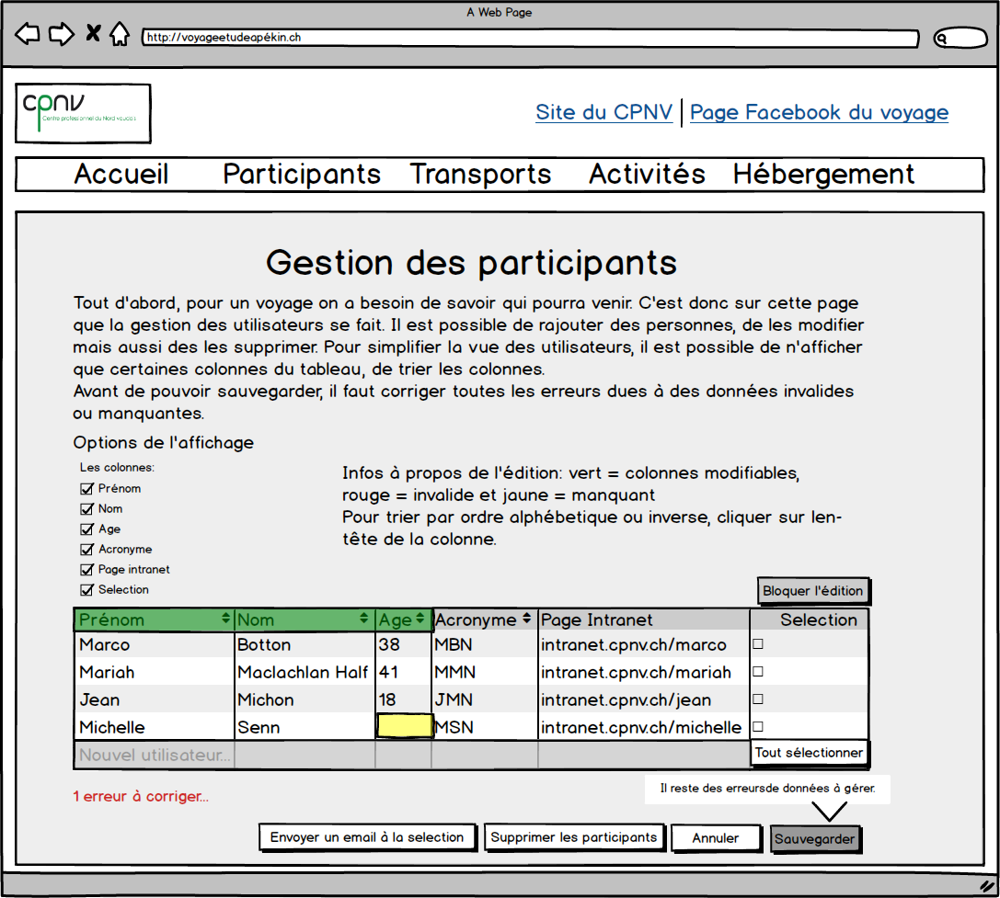 A Web Page
http://voyageetudeapékin.ch
cpnv
Centre professionnel du Nord vaudois
Site du CPNV | Page Facebook du voyage
Accueil Participants Transports Activités Hébergement
Gestion des participants
Tout d'abord, pour un voyage on a besoin de savoir qui pourra venir. C'est donc sur cette page
que la gestion des utilisateurs se fait. Il est possible de rajouter des personnes, de les modifier
mais aussi des les supprimer. Pour simplifier la vue des utilisateurs, il est possible de n'afficher
que certaines colonnes du tableau, de trier les colonnes.
Avant de pouvoir sauvegarder, il faut corriger toutes les erreurs dues à des données invalides
ou manquantes.
Options de l'affichage
Les colonnes:
Prénom
Nom
Age
Acronyme
Page intranet
Selection
Infos à propos de l'édition: vert = colonnes modifiables,
rouge = invalide et jaune = manquant
Pour trier par ordre alphébetique ou inverse, cliquer sur len-
tête de la colonne.
Bloquer l'édition
Prénom Nom Age Acronyme Page Intranet Selection
Marco Botton 38 MBN intranet.cpnv.ch/marco
Mariah Maclachlan Half 41 MMN intranet.cpnv.ch/mariah
Jean Michon 18 JMN intranet.cpnv.ch/jean
Michelle Senn MSN intranet.cpnv.ch/michelle
Nouvel utilisateur... Tout sélectionner
1 erreur à corriger...
Il reste des erreursde données à gérer.
Envoyer un email à la selection Supprimer les participants Annuler Sauvegarder